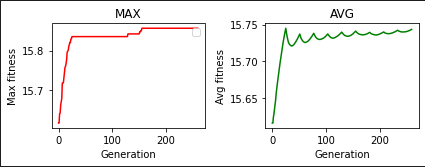 MAX
AVG
Max fitness
15.8
15.7
0
100
200
Generation
Avg fitness
15.75
15.70
15.65
0
100
200
Generation